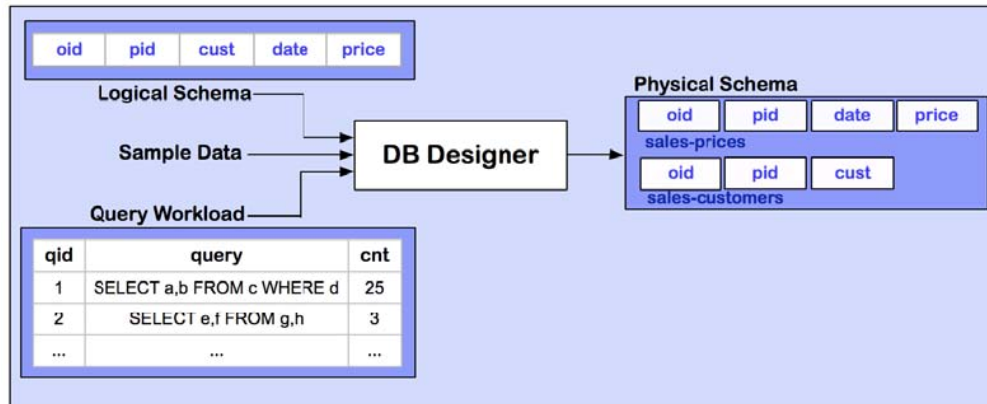 oid pid cust date price
Logical Schema
Sample Data
Query Workload
qid query cnt
1 SELECT a,b FROM c WHERE d 25
2 SELECT e,f FROM g,h 3
... ... ...
DB Designer
Physical Schema
oid pid date price
sales-prices
oid pid cust
sales-customers